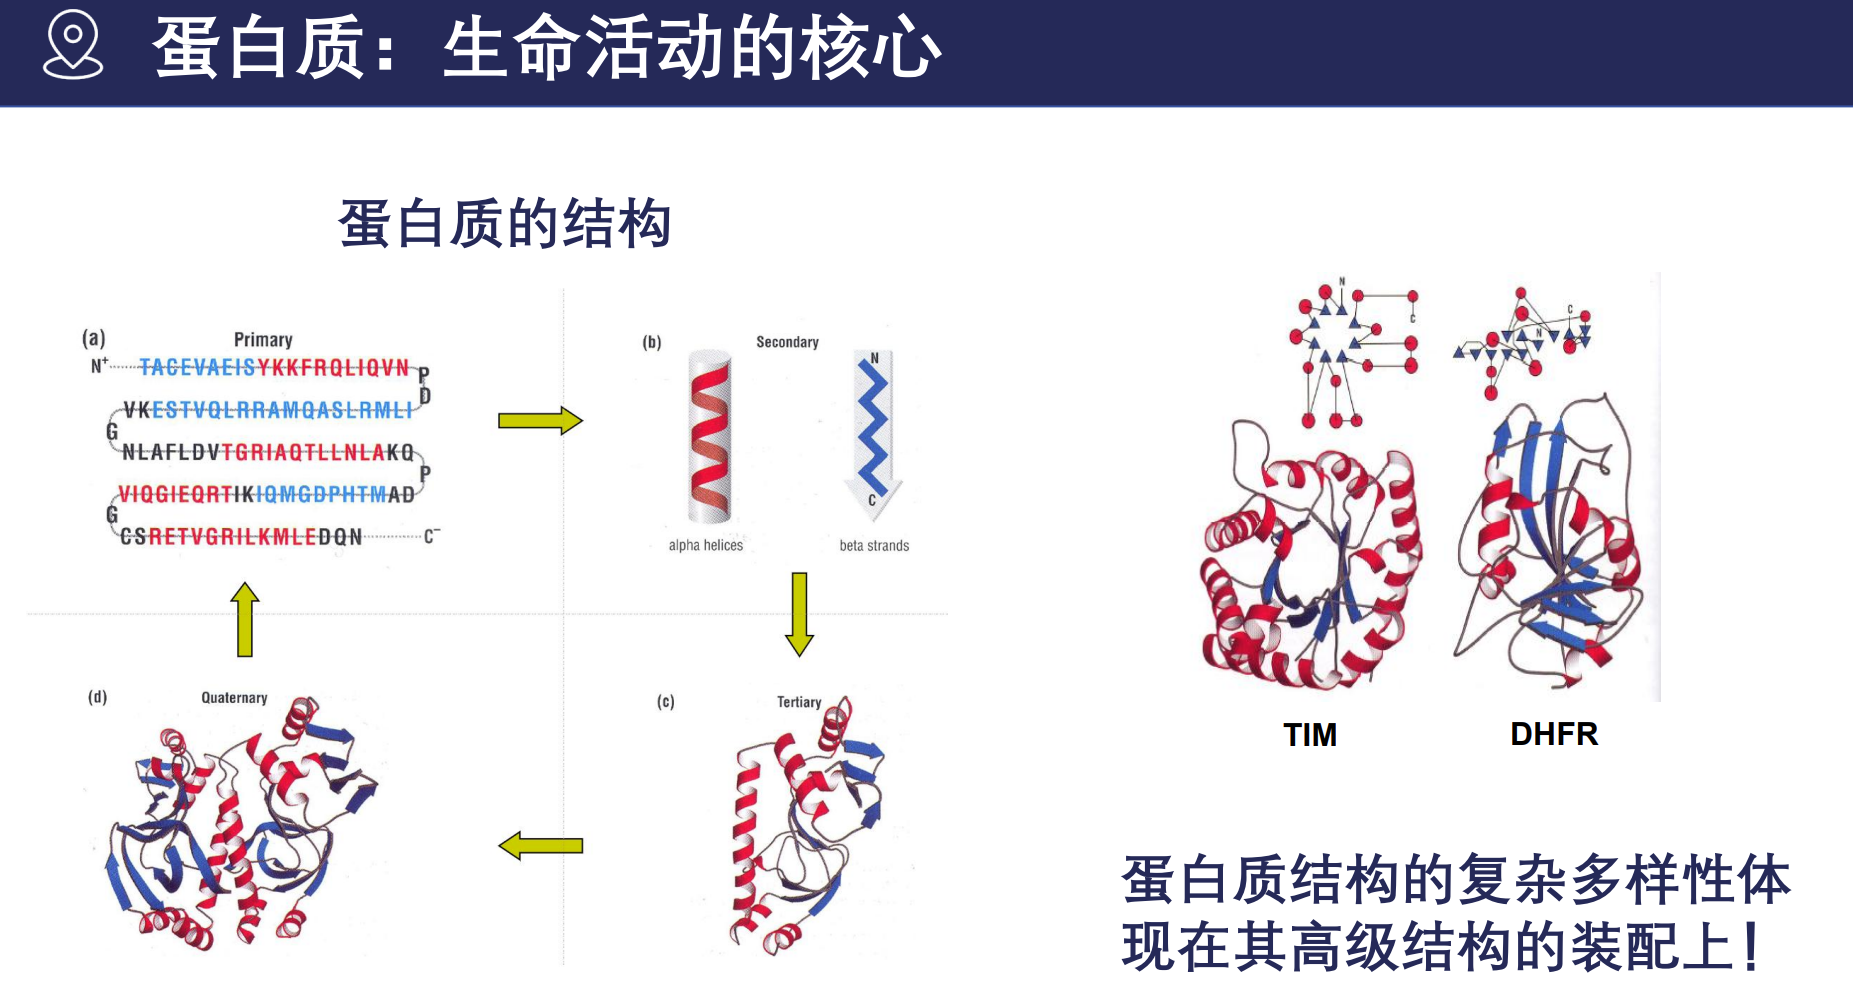 蛋白质：生命活动的核心
蛋白质的结构
(a) Primary
N⁺ TACEVAEISYKKFRQLIQVN P
D
VKESTVQLRRAMQASLRMLI
G
NLAFLDVTGRIAQTLLNLAKQ
P
VIQGIEQRTIKIQMGDPHTMAD
G
CSRETVGRILKMLEDQN C⁻
(b) Secondary
N
C
alpha helices
beta strands
(d) Quaternary
(c) Tertiary
N
C
C
N
TIM
DHFR
蛋白质结构的复杂多样性体
现在其高级结构的装配上！